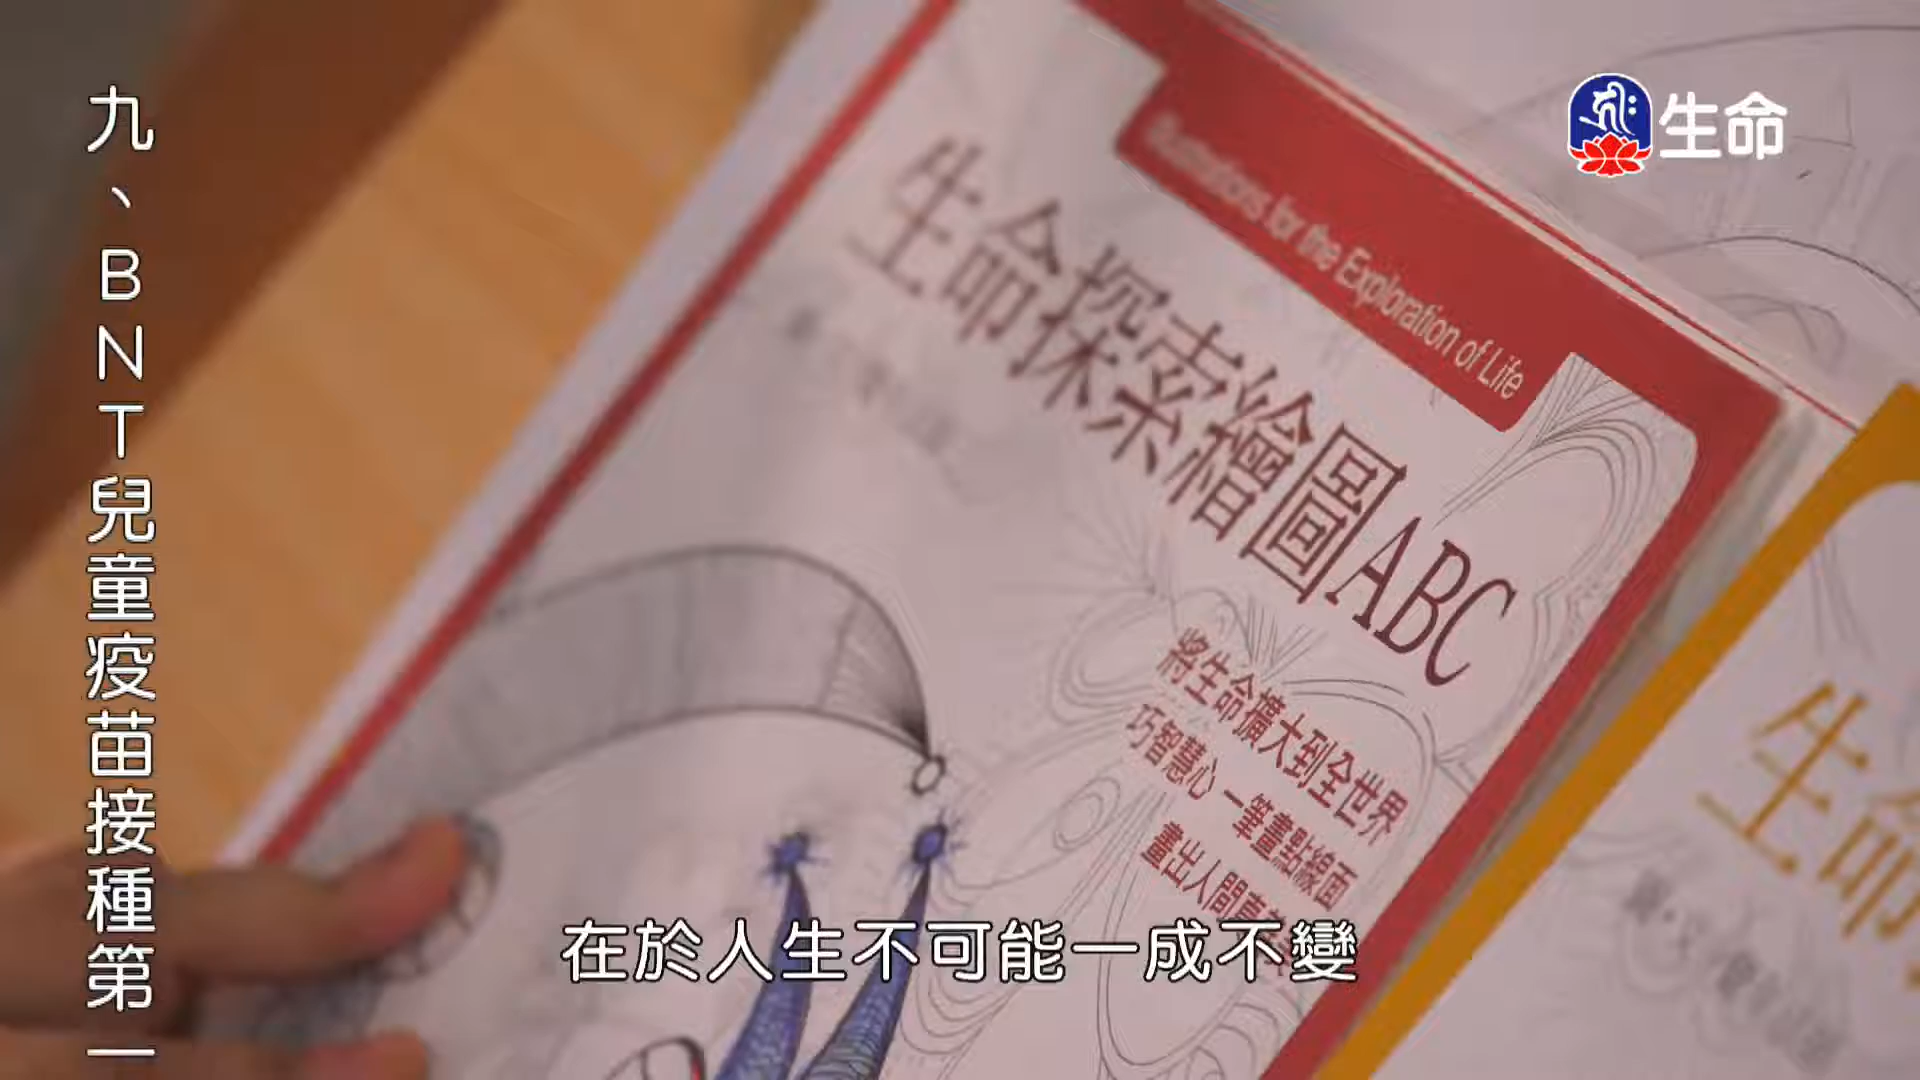 九、BNT兒童疫苗接種第一
生命
Illustrations for the Exploration of Life
生命探索繪圖ABC
將生命擴大到全世界
巧智慧心 一筆畫點線面
畫出人間
生命
在於人生不可能一成不變